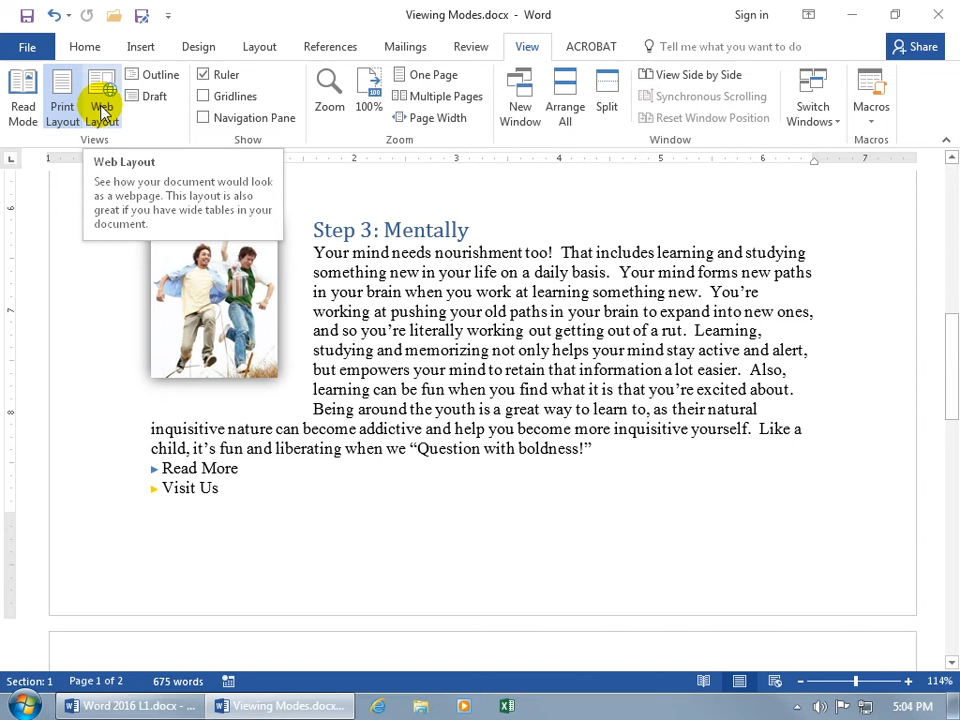 Viewing Modes.docx - Word
Sign in
File Home Insert Design Layout References Mailings Review View ACROBAT Tell me what you want to do Share
Read Mode
Print Layout
Web Layout
Outline
Draft
Views
Ruler
Gridlines
Navigation Pane
Show
Zoom
100%
One Page
Multiple Pages
Page Width
Zoom
New Window
Arrange All
Split
View Side by Side
Synchronous Scrolling
Reset Window Position
Window
Switch Windows
Macros
Macros
1 2 3 4 5 6 7
Web Layout
See how your document would look
as a webpage. This layout is also
great if you have wide tables in your
document.
6
7
8
Step 3: Mentally
Your mind needs nourishment too!  That includes learning and studying
something new in your life on a daily basis.  Your mind forms new paths
in your brain when you work at learning something new.  You’re
working at pushing your old paths in your brain to expand into new ones,
and so you’re literally working out getting out of a rut.  Learning,
studying and memorizing not only helps your mind stay active and alert,
but empowers your mind to retain that information a lot easier.  Also,
learning can be fun when you find what it is that you’re excited about.
Being around the youth is a great way to learn to, as their natural
inquisitive nature can become addictive and help you become more inquisitive yourself.  Like a
child, it’s fun and liberating when we “Question with boldness!”
Read More
Visit Us
Section: 1 Page 1 of 2 675 words 114%
Word 2016 L1.docx - ... Viewing Modes.docx... 5:04 PM